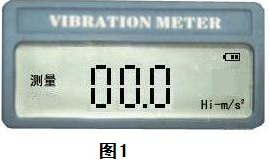 VIBRATION METER
测量
00.0
Hi-m/s²
图1